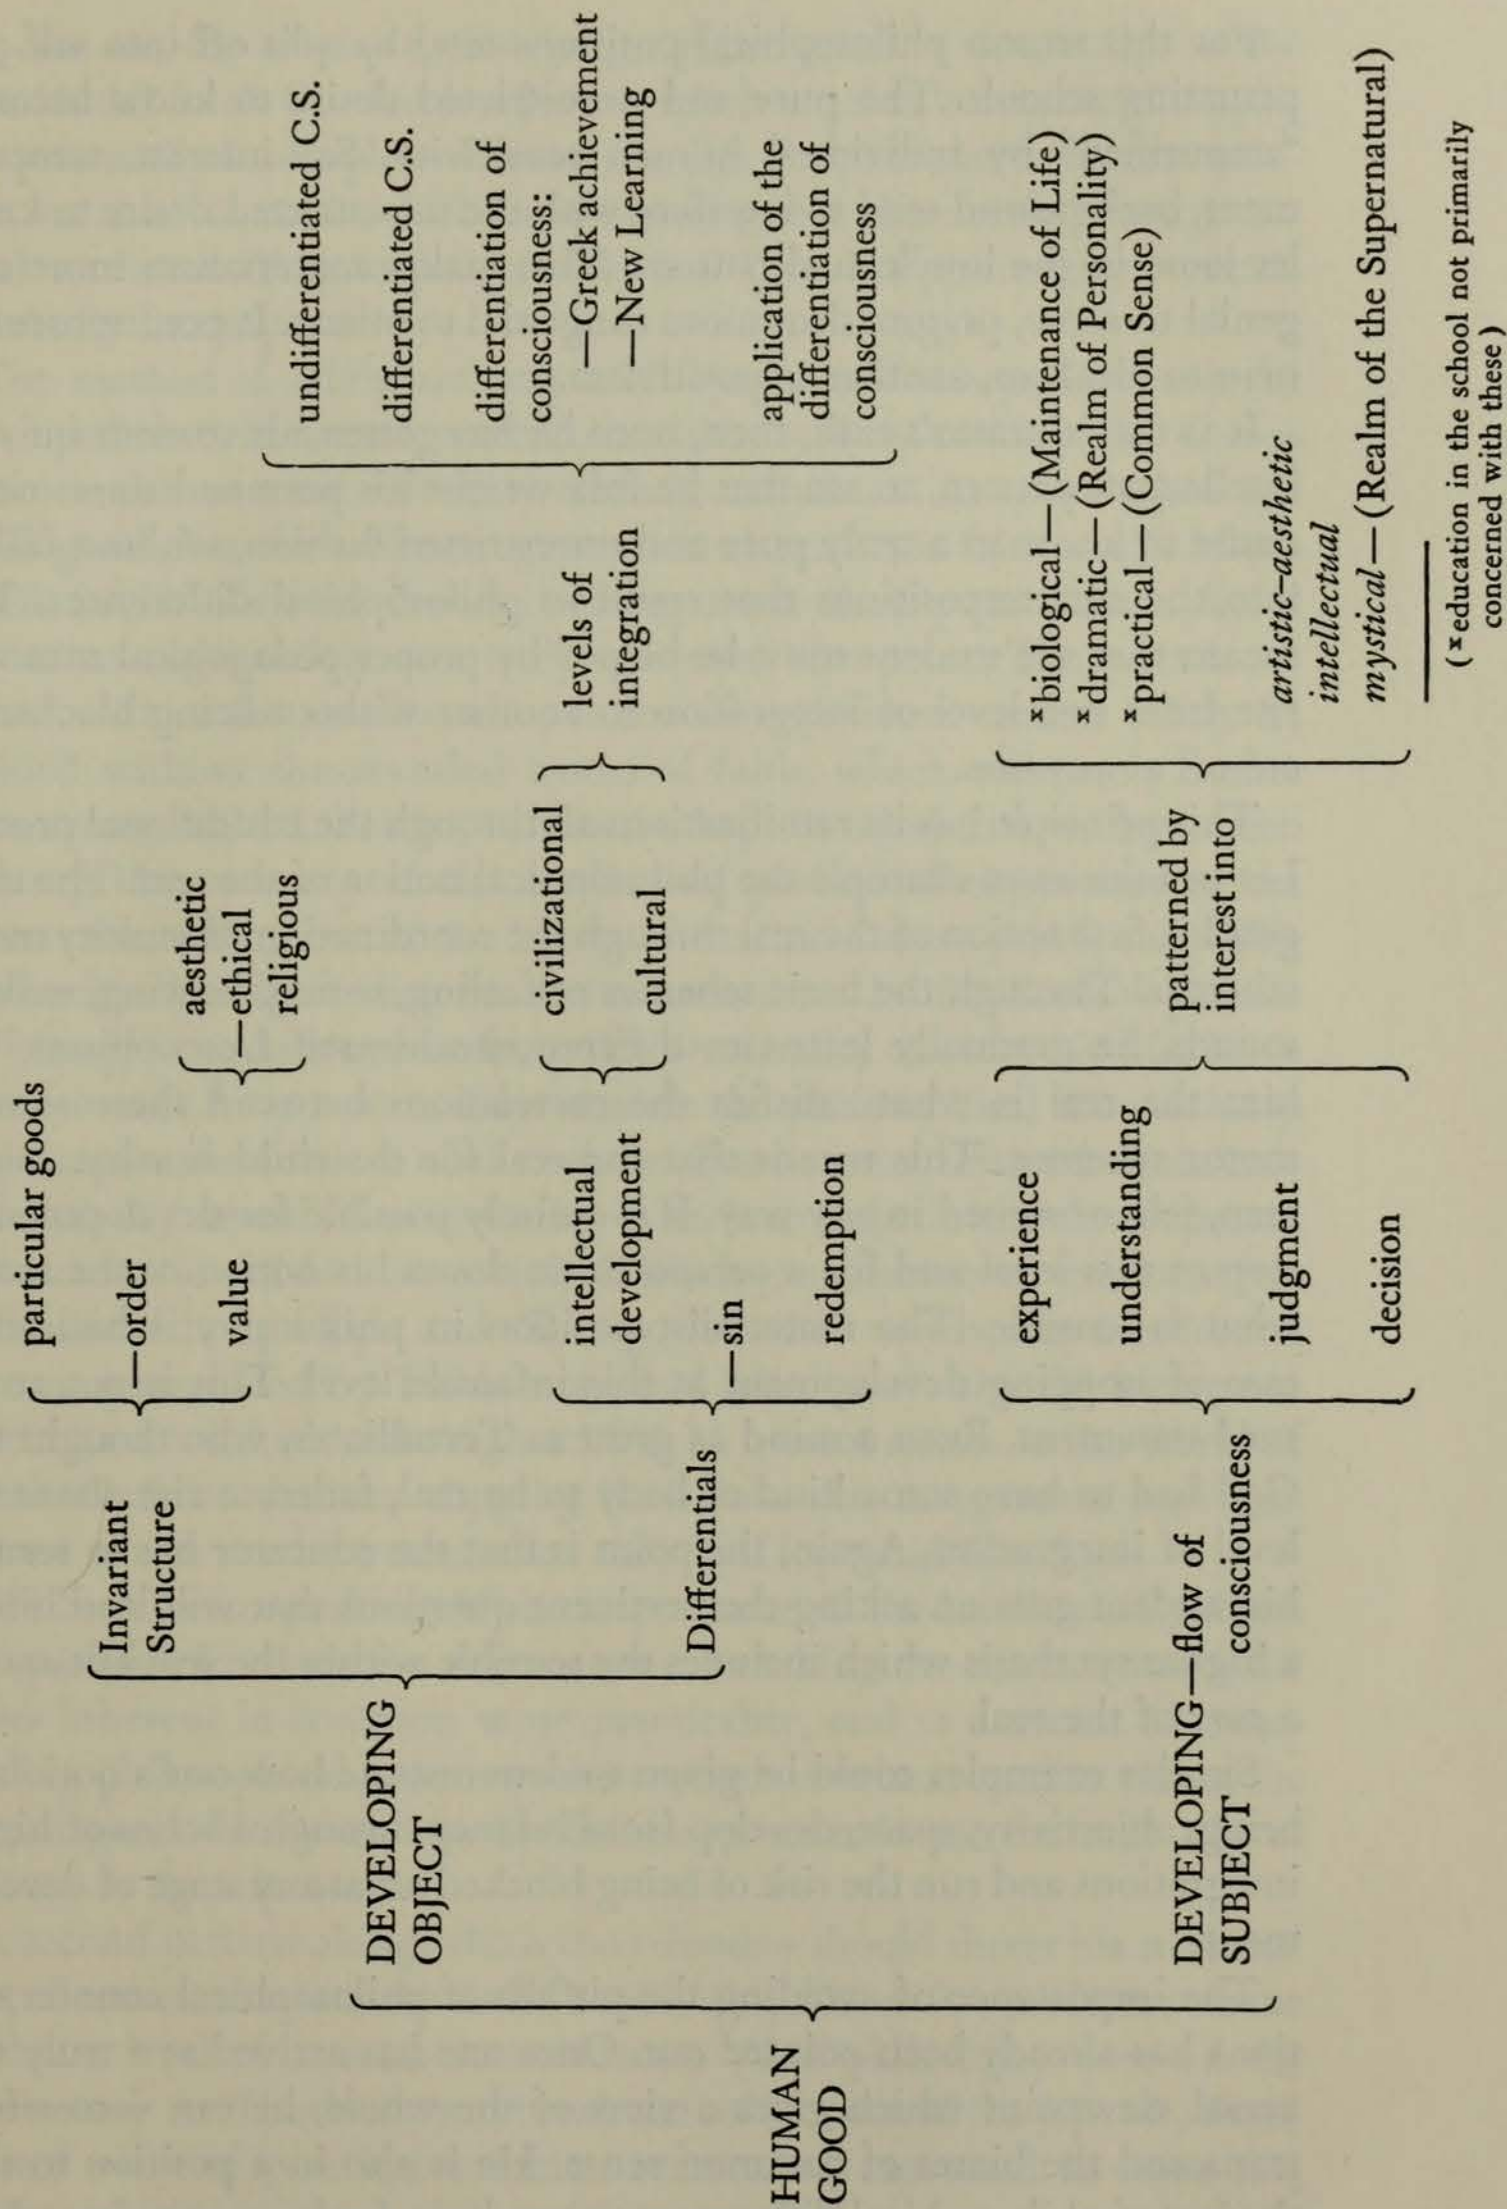 HUMAN
GOOD
DEVELOPING
OBJECT
Invariant
Structure
particular goods
—order
value
aesthetic
—ethical
religious
Differentials
intellectual
development
—sin
redemption
civilizational
cultural
levels of
integration
undifferentiated C.S.
differentiated C.S.
differentiation of
consciousness:
—Greek achievement
—New Learning
application of the
differentiation of
consciousness
DEVELOPING—flow of
SUBJECT consciousness
experience
understanding
judgment
decision
patterned by
interest into
xbiological—(Maintenance of Life)
xdramatic—(Realm of Personality)
xpractical—(Common Sense)
artistic–aesthetic
intellectual
mystical—(Realm of the Supernatural)
(xeducation in the school not primarily
concerned with these)